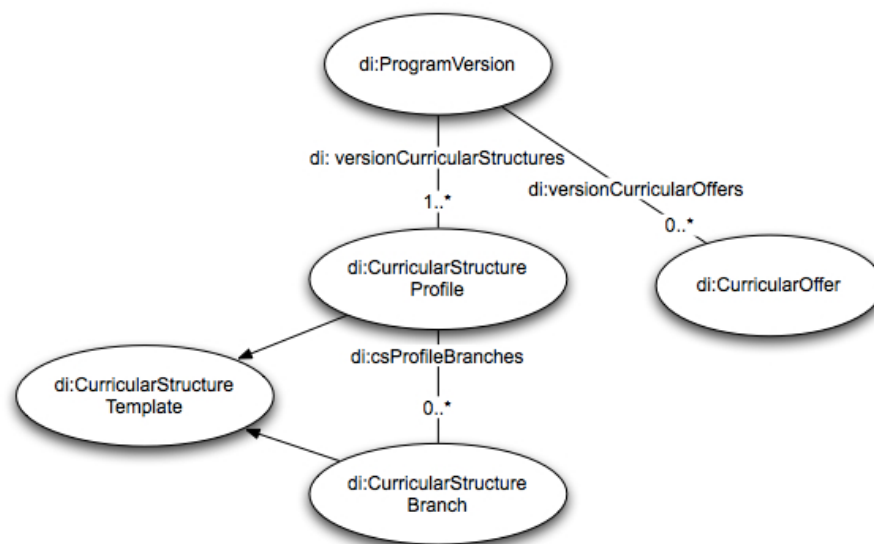 di:ProgramVersion
di: versionCurricularStructures
di:versionCurricularOffers
1..*
0..*
di:CurricularStructure
Profile
di:CurricularOffer
di:csProfileBranches
di:CurricularStructure
Template
0..*
di:CurricularStructure
Branch